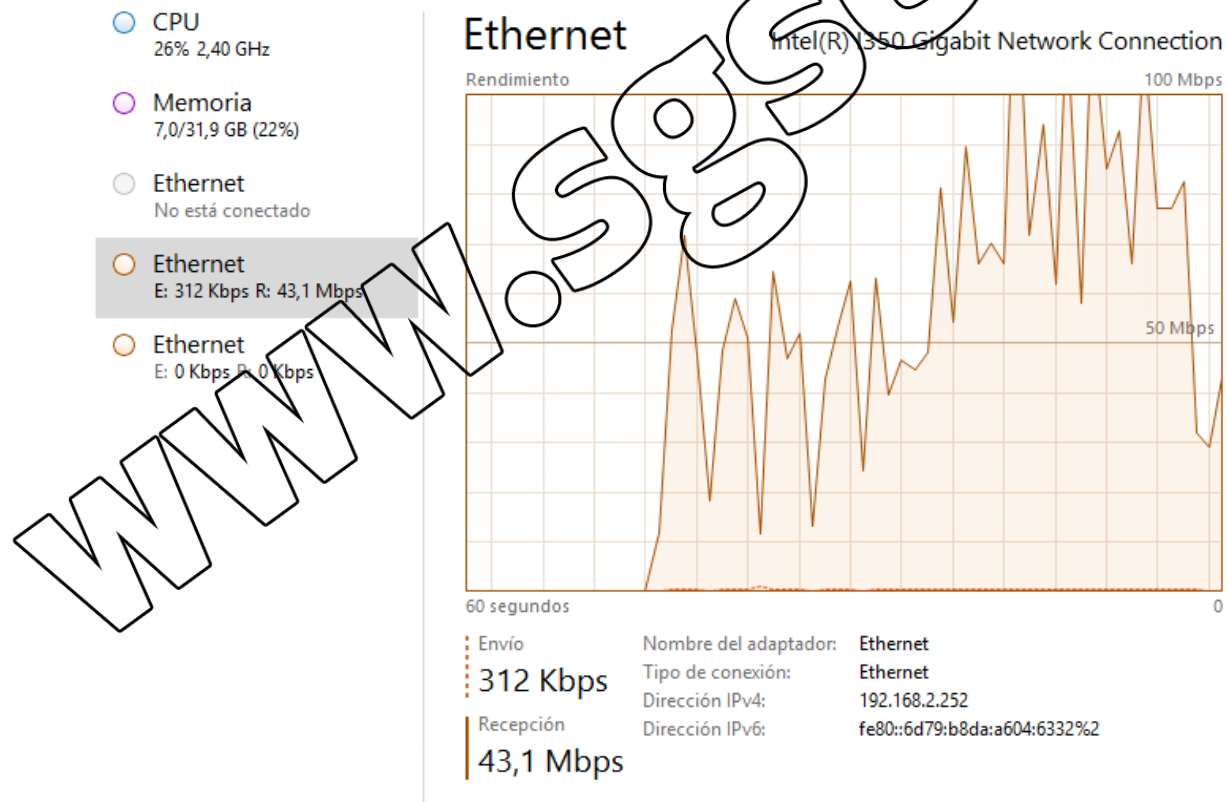 CPU
26% 2,40 GHz
Memoria
7,0/31,9 GB (22%)
Ethernet
No está conectado
Ethernet
E: 312 Kbps R: 43,1 Mbps
Ethernet
E: 0 Kbps R: 0 Kbps
Ethernet
Intel(R) I350 Gigabit Network Connection
Rendimiento
100 Mbps
50 Mbps
60 segundos
0
Envío
312 Kbps
Recepción
43,1 Mbps
Nombre del adaptador: Ethernet
Tipo de conexión: Ethernet
Dirección IPv4: 192.168.2.252
Dirección IPv6: fe80::6d79:b8da:a604:6332%2